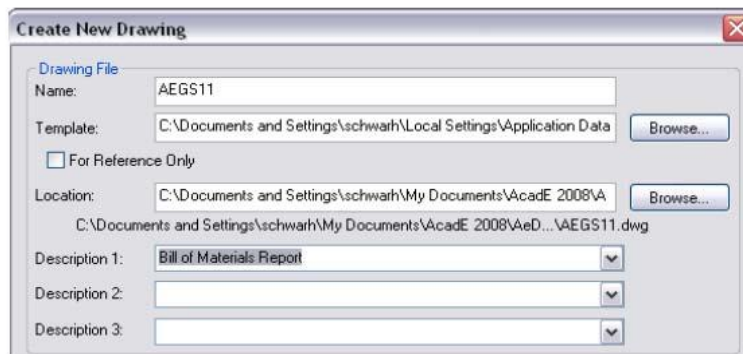 Create New Drawing
Drawing File
Name: AEGS11
Template: C:\Documents and Settings\schwarh\Local Settings\Application Data Browse...
For Reference Only
Location: C:\Documents and Settings\schwarh\My Documents\AcadE 2008\A Browse...
C:\Documents and Settings\schwarh\My Documents\AcadE 2008\AeD...\AEGS11.dwg
Description 1: Bill of Materials Report
Description 2:
Description 3: